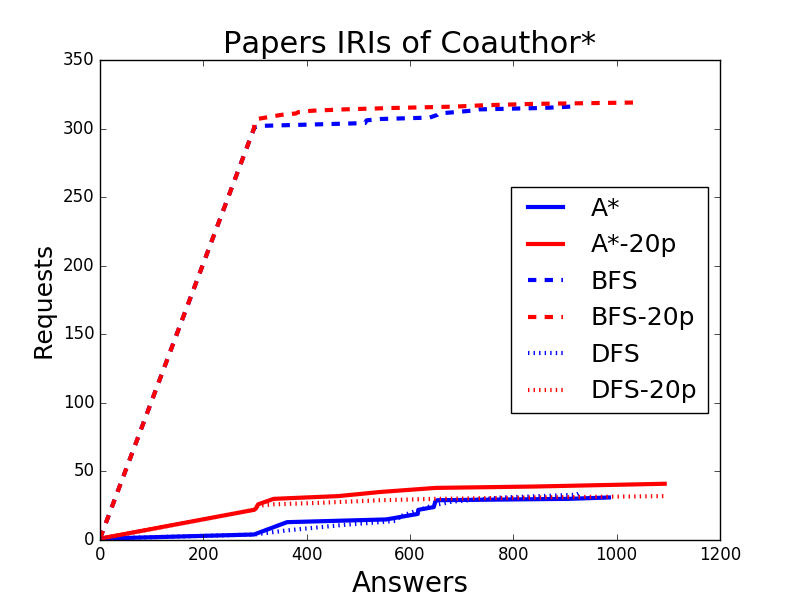 Papers IRIs of Coauthor*
350
300
250
200
150
100
50
0
Requests
A*
A*-20p
BFS
BFS-20p
DFS
DFS-20p
0 200 400 600 800 1000 1200
Answers